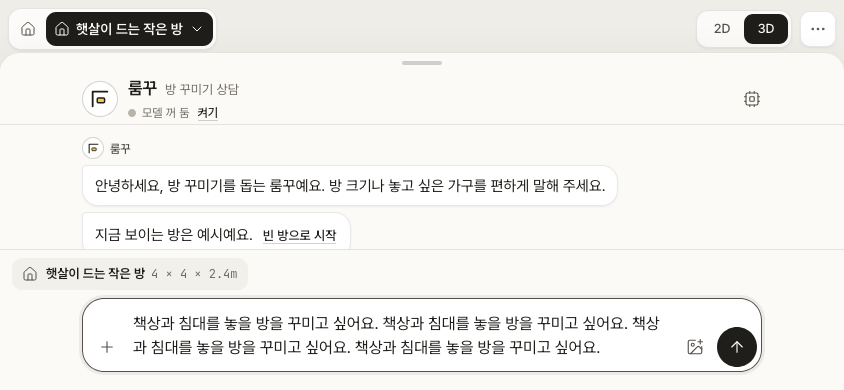 햇살이 드는 작은 방
2D 3D
룸꾸 방 꾸미기 상담
모델 꺼 둠 켜기
룸꾸
안녕하세요, 방 꾸미기를 돕는 룸꾸예요. 방 크기나 놓고 싶은 가구를 편하게 말해 주세요.
지금 보이는 방은 예시예요. 빈 방으로 시작
햇살이 드는 작은 방 4 × 4 × 2.4m
책상과 침대를 놓을 방을 꾸미고 싶어요. 책상과 침대를 놓을 방을 꾸미고 싶어요. 책상
과 침대를 놓을 방을 꾸미고 싶어요. 책상과 침대를 놓을 방을 꾸미고 싶어요.